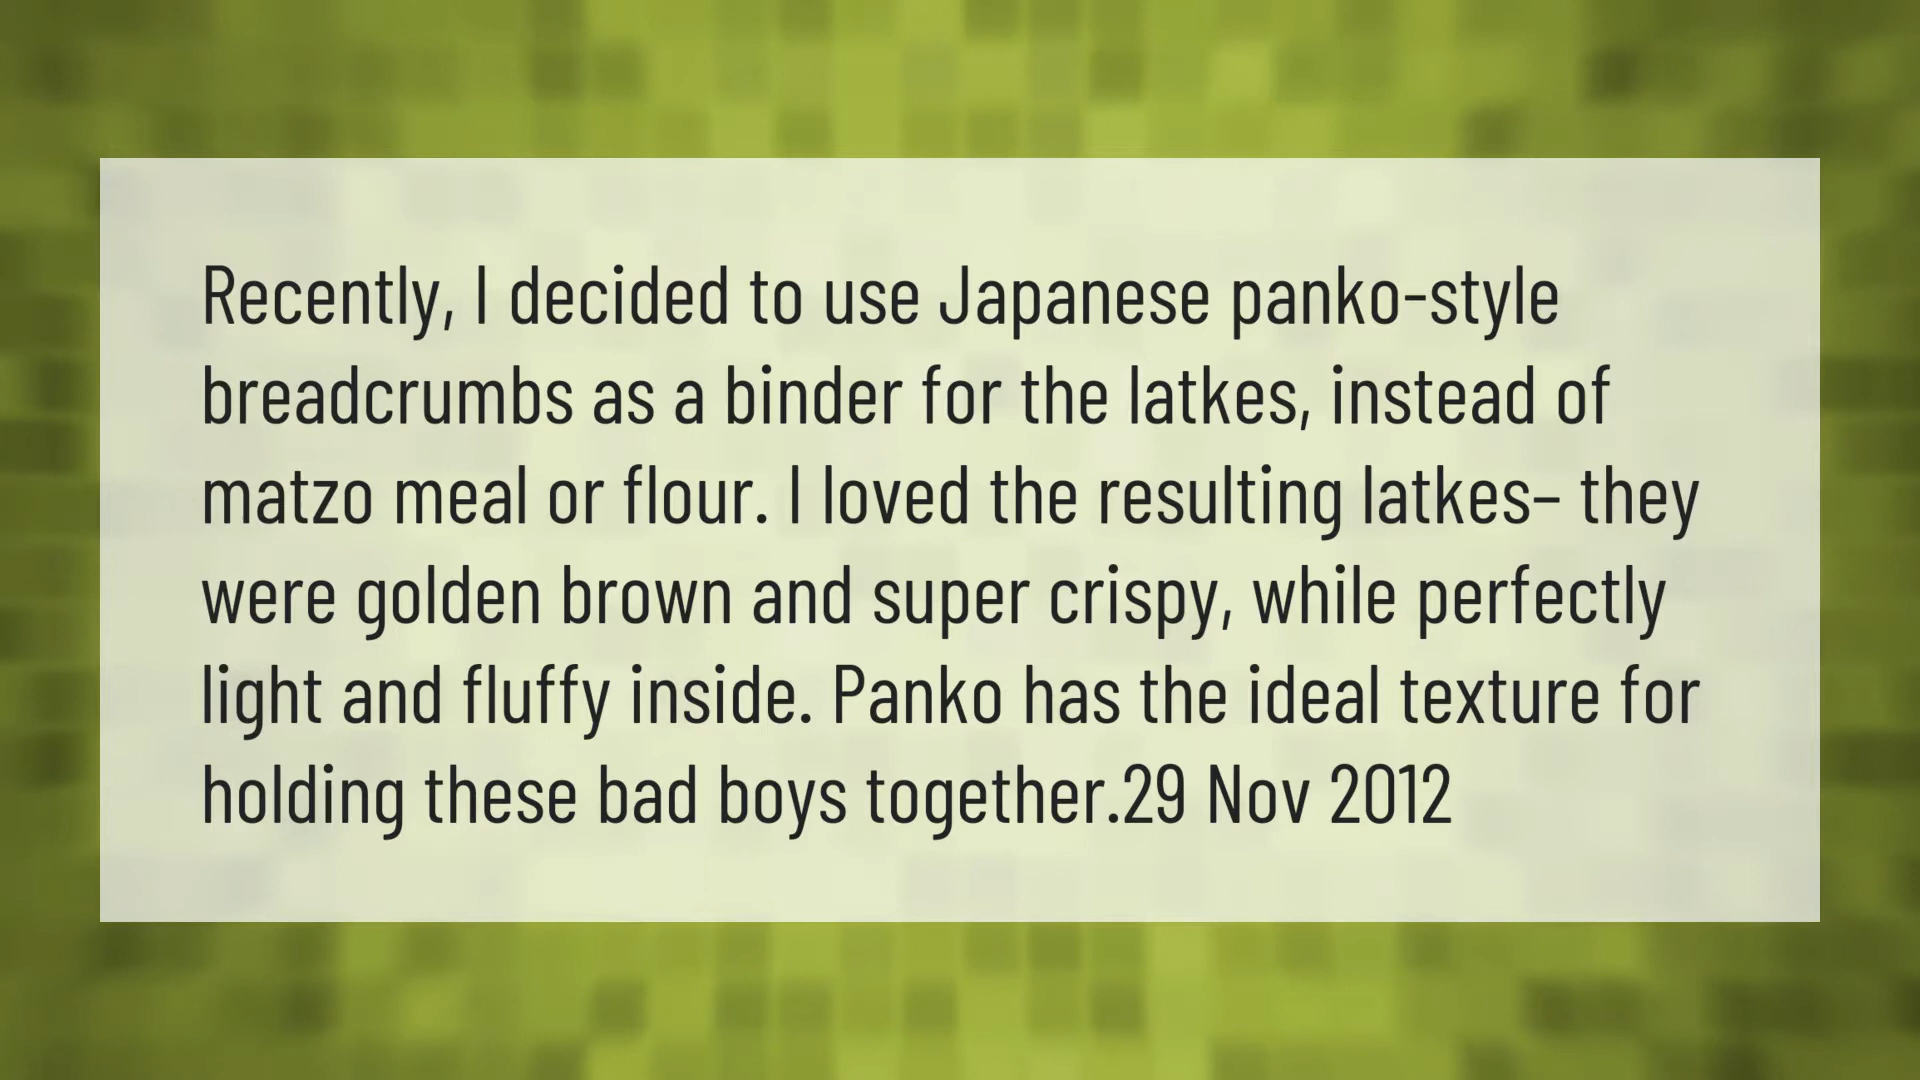 Recently, I decided to use Japanese panko-style
breadcrumbs as a binder for the latkes, instead of
matzo meal or flour. I loved the resulting latkes– they
were golden brown and super crispy, while perfectly
light and fluffy inside. Panko has the ideal texture for
holding these bad boys together.29 Nov 2012